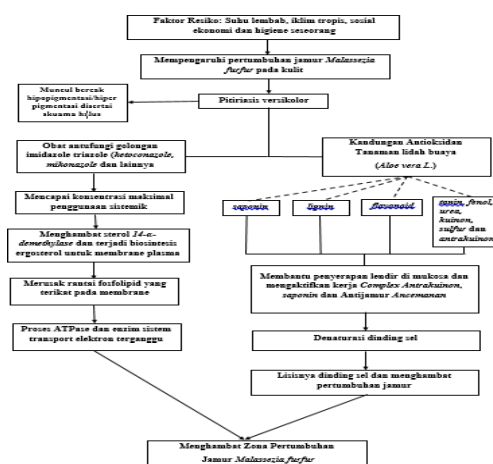 Faktor Resiko: Suhu lembab, iklim tropis, sosial
ekonomi dan higiene seseorang
Mempengaruhi pertumbuhan jamur Malassezia
furfur pada kulit
Muncul bercak
hipopigmentasi/hiper
pigmentasi disertai
skuama halus
Pitiriasis versikolor
Obat antufungi golongan
imidazole triazole (ketoconazole,
mikonazole dan lainnya
Kandungan Antioksidan
Tanaman lidah buaya
(Aloe vera L.)
Mencapai konsentrasi maksimal
penggunaan sistemik
saponin
lignin
flavonoid
tanin, fenol,
urea,
kuinon,
sulfur dan
antrakuinon
Menghambat sterol 14-α-
demethylase dan terjadi biosintesis
ergosterol untuk membrane plasma
Merusak rantai fosfolipid yang
terikat pada membrane
Membantu penyerapan lendir di mukosa dan
mengaktifkan kerja Complex Antrakuinon,
saponin dan Antijamur Ancemanan
Proses ATPase dan enzim sistem
transport elektron terganggu
Denaturasi dinding sel
Lisisnya dinding sel dan menghambat
pertumbuhan jamur
Menghambat Zona Pertumbuhan
Jamur Malassezia furfur